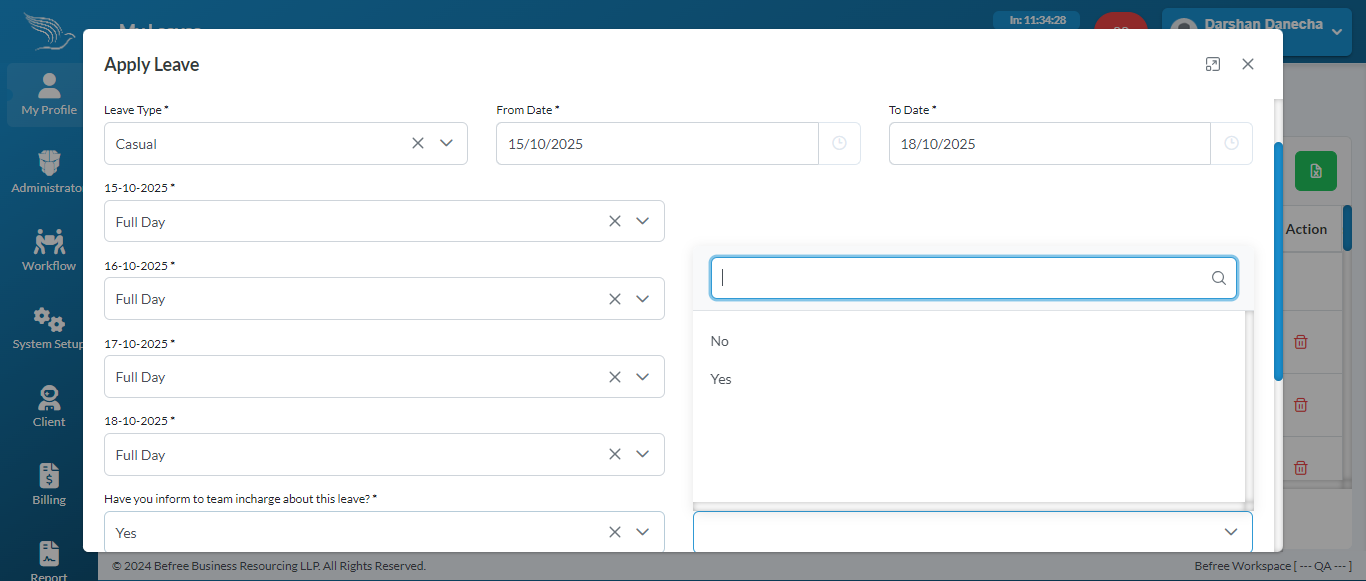 In: 11:34:28
Darshan Danecha
Apply Leave
My Profile
Administrato
Workflow
System Setup
Client
Billing
Report
Leave Type *
From Date *
To Date *
Casual
15/10/2025
18/10/2025
15-10-2025 *
Full Day
16-10-2025 *
Full Day
17-10-2025 *
Full Day
18-10-2025 *
Full Day
No
Yes
Have you inform to team incharge about this leave? *
Yes
Action
© 2024 Befree Business Resourcing LLP. All Rights Reserved.
Befree Workspace [ --- QA --- ]